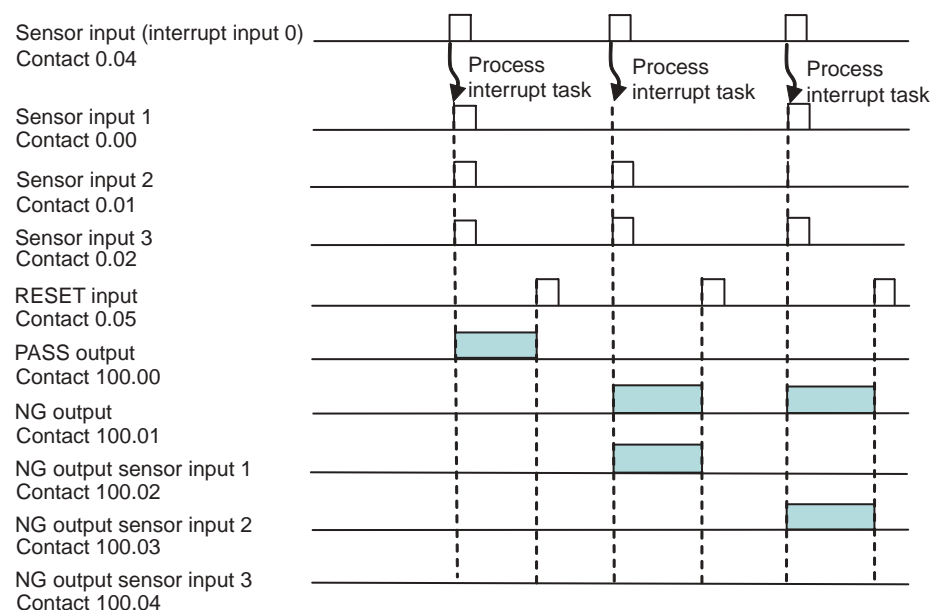 Sensor input (interrupt input 0)
Contact 0.04
Process
interrupt task
Process
interrupt task
Process
interrupt task
Sensor input 1
Contact 0.00
Sensor input 2
Contact 0.01
Sensor input 3
Contact 0.02
RESET input
Contact 0.05
PASS output
Contact 100.00
NG output
Contact 100.01
NG output sensor input 1
Contact 100.02
NG output sensor input 2
Contact 100.03
NG output sensor input 3
Contact 100.04